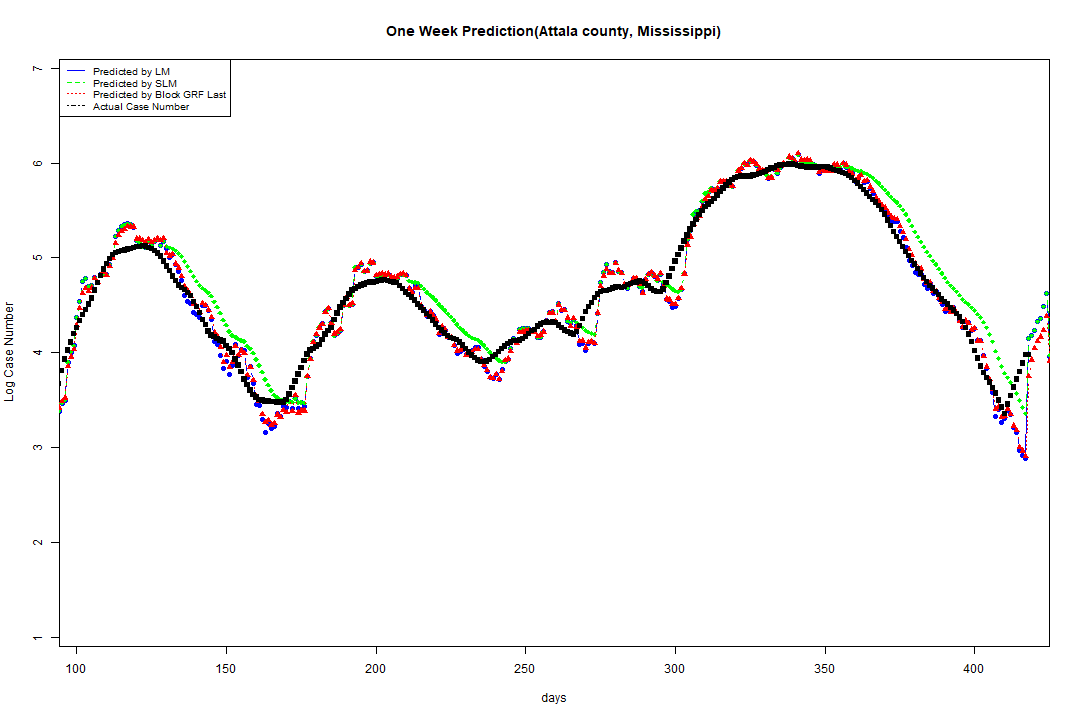 One Week Prediction(Attala county, Mississippi)
Predicted by LM
Predicted by SLM
Predicted by Block GRF Last
Actual Case Number
Log Case Number
7
6
5
4
3
2
1
100 150 200 250 300 350 400
days